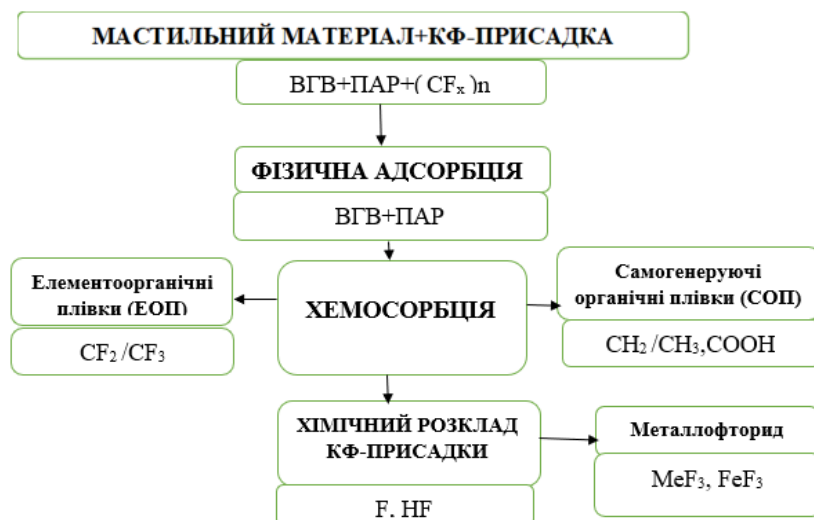 МАСТИЛЬНИЙ МАТЕРІАЛ+КФ-ПРИСАДКА
ВГВ+ПАР+( CFₓ )n
ФІЗИЧНА АДСОРБЦІЯ
ВГВ+ПАР
Елементоорганічні
плівки (ЕОП)
CF₂ /CF₃
ХЕМОСОРБЦІЯ
Самогенеруючі
органічні плівки (СОП)
CH₂ /CH₃,COOH
ХІМІЧНИЙ РОЗКЛАД
КФ-ПРИСАДКИ
F, HF
Металлофторид
MeF₃, FeF₃